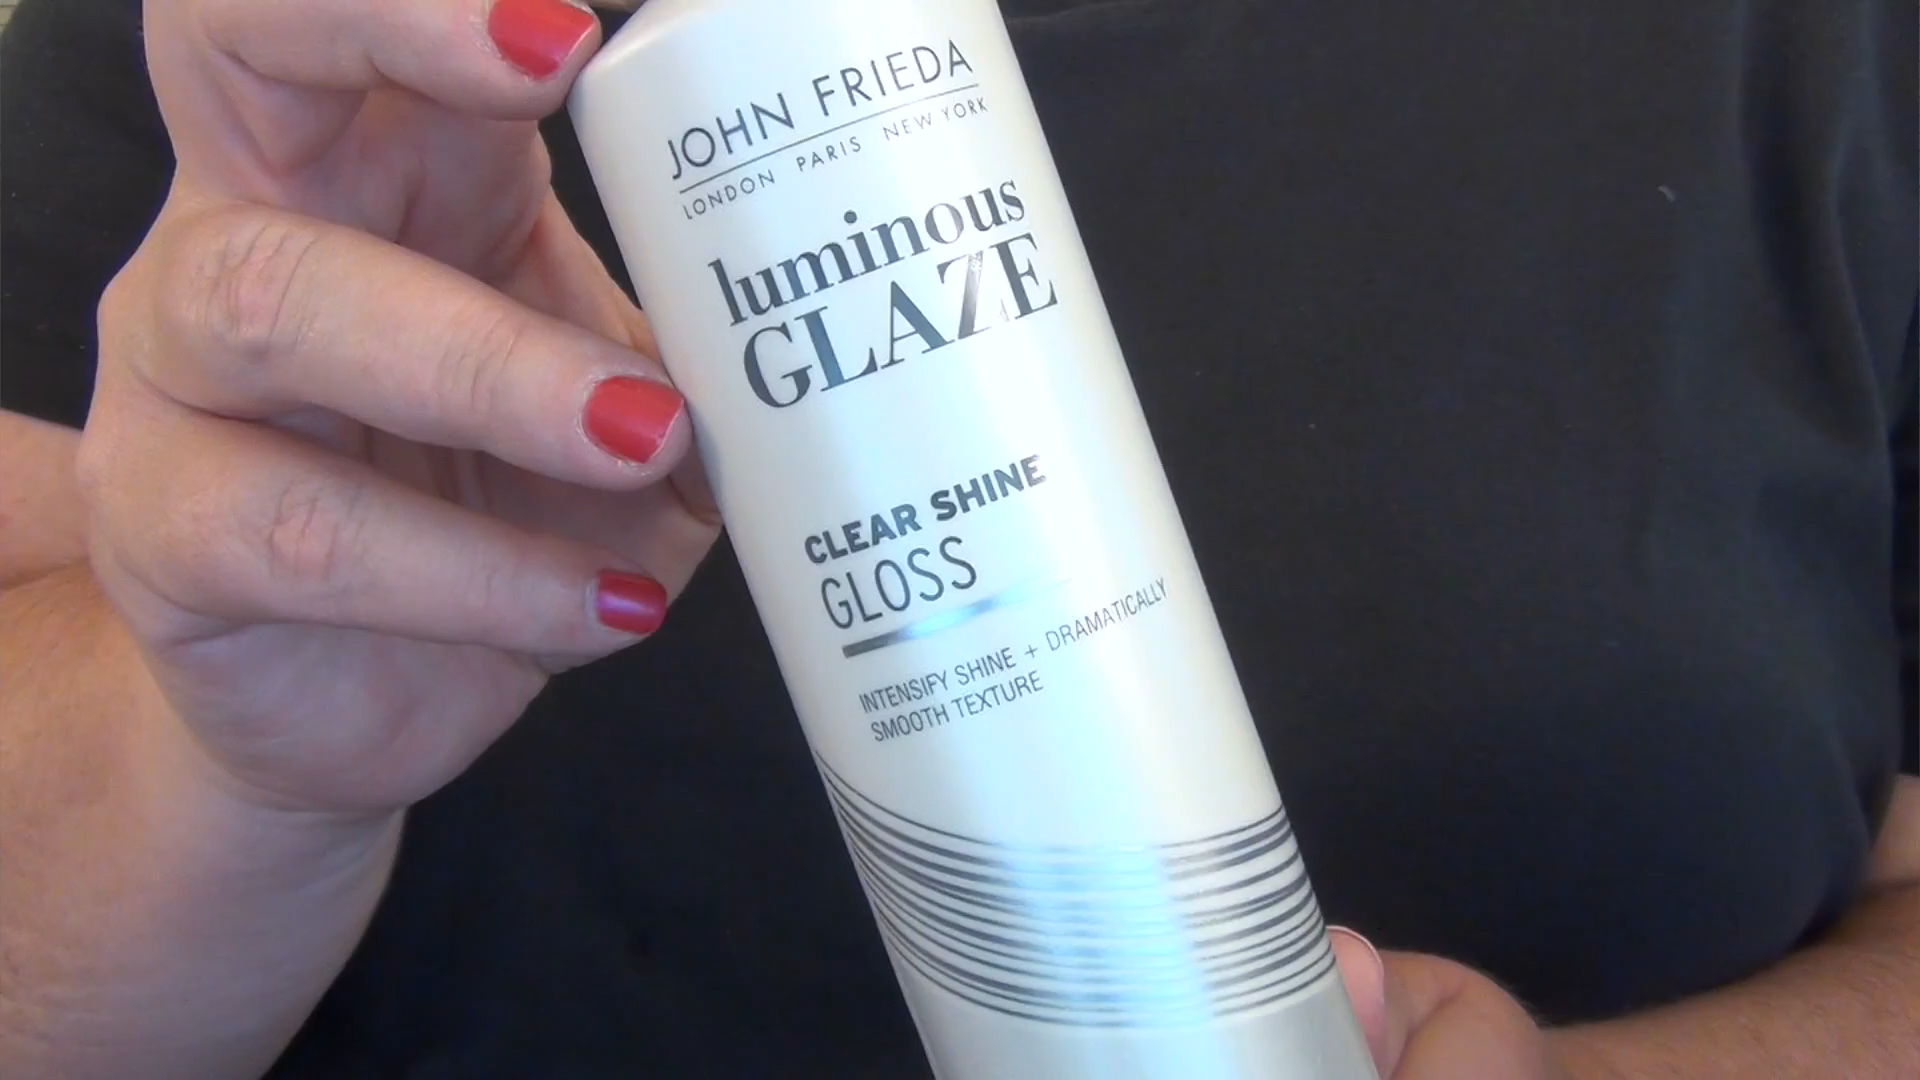 JOHN FRIEDA
LONDON PARIS NEW YORK
luminous
GLAZE
CLEAR SHINE
GLOSS
INTENSIFY SHINE + DRAMATICALLY
SMOOTH TEXTURE